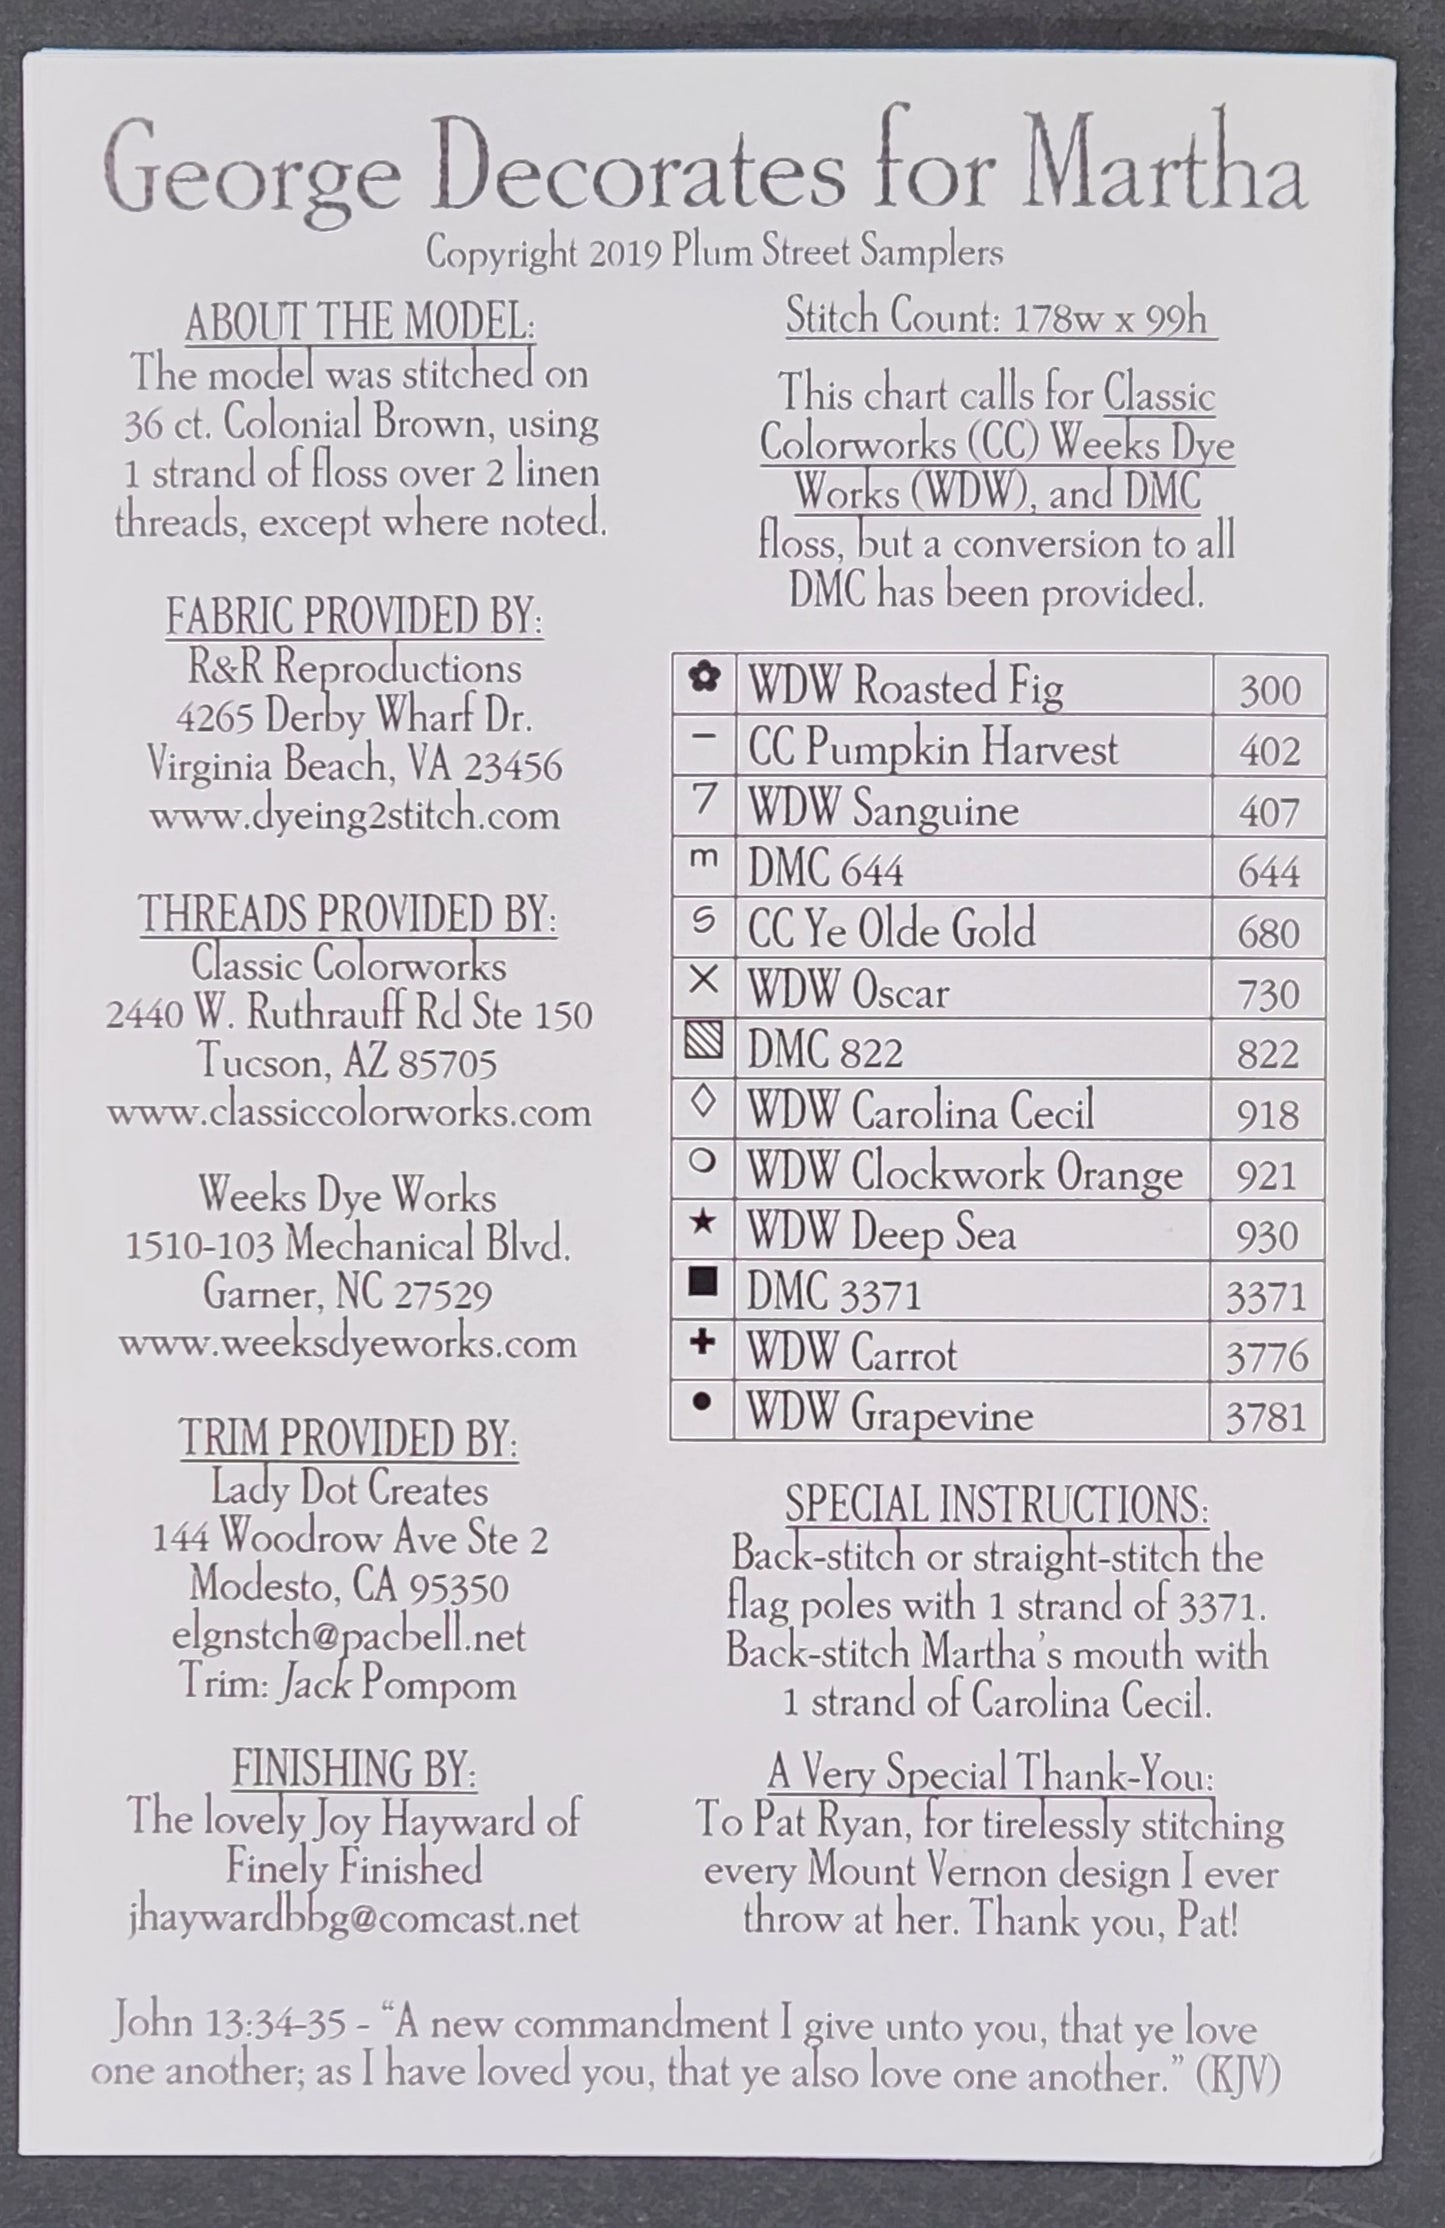 George Decorates for Martha
Copyright 2019 Plum Street Samplers
ABOUT THE MODEL:
The model was stitched on
36 ct. Colonial Brown, using
1 strand of floss over 2 linen
threads, except where noted.
FABRIC PROVIDED BY:
R&R Reproductions
4265 Derby Wharf Dr.
Virginia Beach, VA 23456
www.dyeing2stitch.com
THREADS PROVIDED BY:
Classic Colorworks
2440 W. Ruthrauff Rd Ste 150
Tucson, AZ 85705
www.classiccolorworks.com
Weeks Dye Works
1510-103 Mechanical Blvd.
Garner, NC 27529
www.weeksdyeworks.com
TRIM PROVIDED BY:
Lady Dot Creates
144 Woodrow Ave Ste 2
Modesto, CA 95350
elgnstch@pacbell.net
Trim: Jack Pompom
FINISHING BY:
The lovely Joy Hayward of
Finely Finished
jhaywardbbg@comcast.net
Stitch Count: 178w x 99h
This chart calls for Classic
Colorworks (CC) Weeks Dye
Works (WDW), and DMC
floss, but a conversion to all
DMC has been provided.
✿ WDW Roasted Fig 300
– CC Pumpkin Harvest 402
7 WDW Sanguine 407
m DMC 644 644
S CC Ye Olde Gold 680
X WDW Oscar 730
▧ DMC 822 822
◇ WDW Carolina Cecil 918
○ WDW Clockwork Orange 921
★ WDW Deep Sea 930
■ DMC 3371 3371
✚ WDW Carrot 3776
● WDW Grapevine 3781
SPECIAL INSTRUCTIONS:
Back-stitch or straight-stitch the
flag poles with 1 strand of 3371.
Back-stitch Martha's mouth with
1 strand of Carolina Cecil.
A Very Special Thank-You:
To Pat Ryan, for tirelessly stitching
every Mount Vernon design I ever
throw at her. Thank you, Pat!
John 13:34-35 - “A new commandment I give unto you, that ye love
one another; as I have loved you, that ye also love one another.” (KJV)